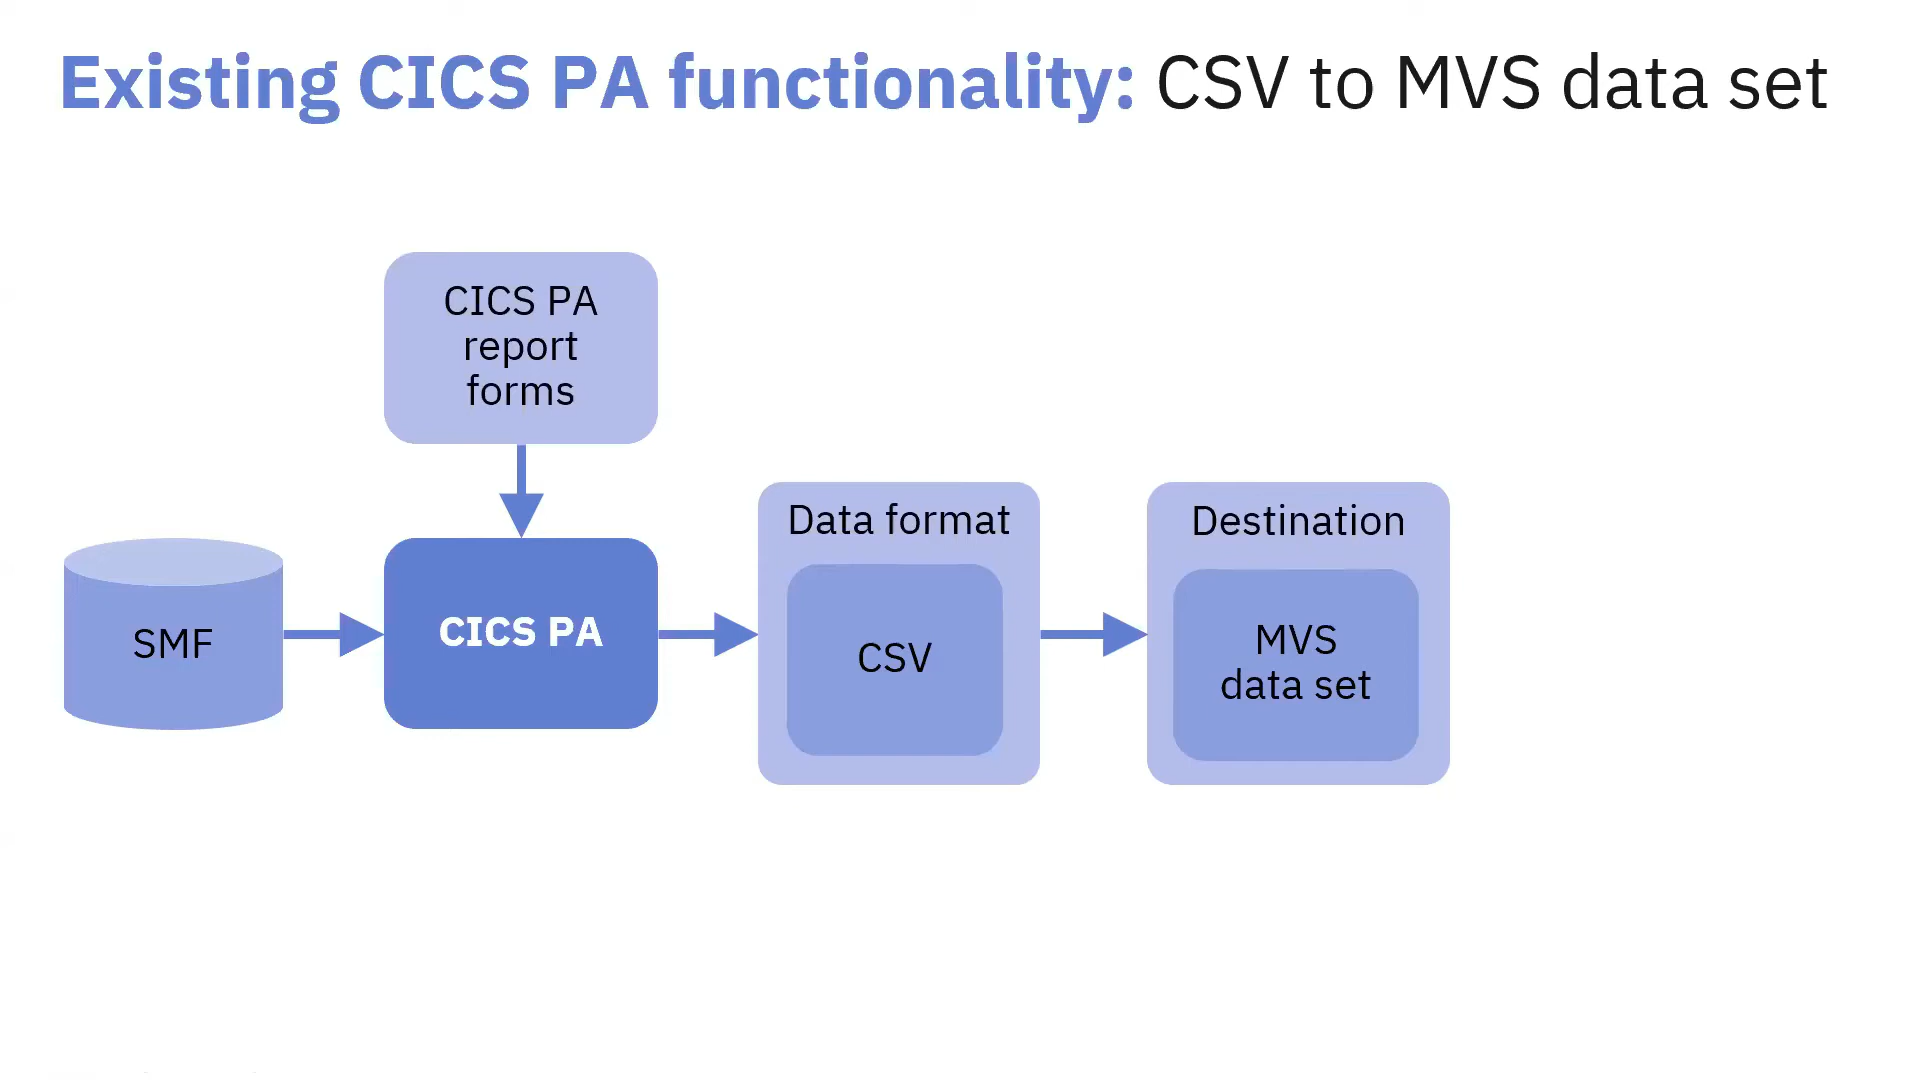 Existing CICS PA functionality: CSV to MVS data set
CICS PA
report
forms
SMF
CICS PA
Data format
CSV
Destination
MVS
data set